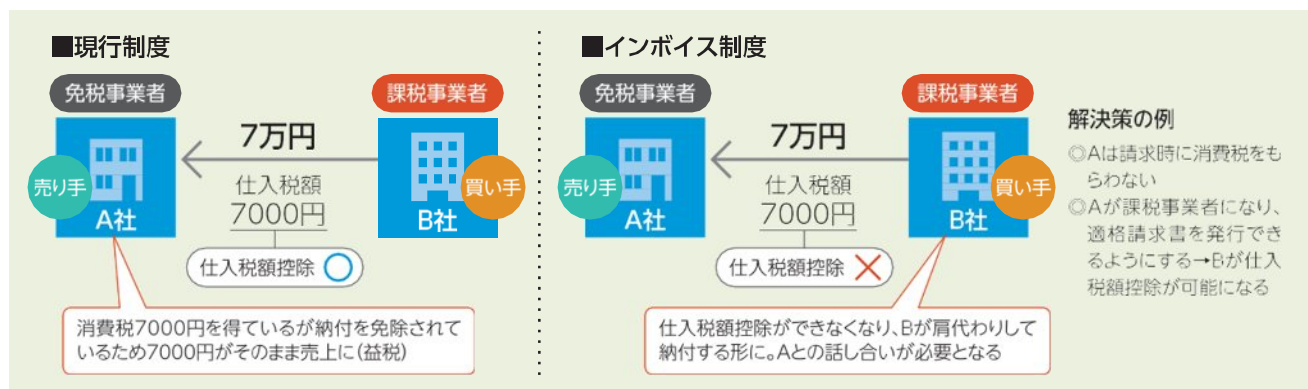 ■現行制度
免税事業者
課税事業者
7万円
売り手
買い手
仕入税額
7000円
A社
B社
仕入税額控除 ○
消費税7000円を得ているが納付を免除されて
いるため7000円がそのまま売上に(益税)
■インボイス制度
免税事業者
課税事業者
7万円
売り手
買い手
仕入税額
7000円
A社
B社
仕入税額控除 ×
仕入税額控除ができなくなり、Bが肩代わりして
納付する形に。Aとの話し合いが必要となる
解決策の例
◎Aは請求時に消費税をも
らわない
◎Aが課税事業者になり、
適格請求書を発行でき
るようにする→Bが仕入
税額控除が可能になる